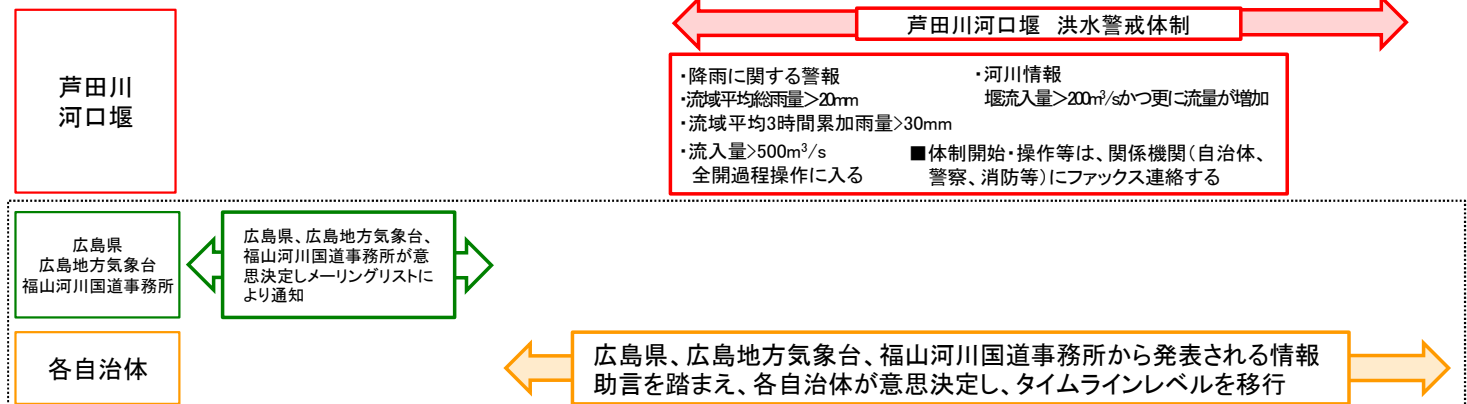 芦田川
河口堰
芦田川河口堰 洪水警戒体制
・降雨に関する警報
・流域平均総雨量>20mm
・流域平均3時間累加雨量>30mm
・流入量>500m³/s
全開過程操作に入る
・河川情報
堰流入量>200m³/sかつ更に流量が増加
■体制開始・操作等は、関係機関(自治体、
警察、消防等)にファックス連絡する
広島県
広島地方気象台
福山河川国道事務所
広島県、広島地方気象台、
福山河川国道事務所が意
思決定しメーリングリストに
より通知
各自治体
広島県、広島地方気象台、福山河川国道事務所から発表される情報
助言を踏まえ、各自治体が意思決定し、タイムラインレベルを移行